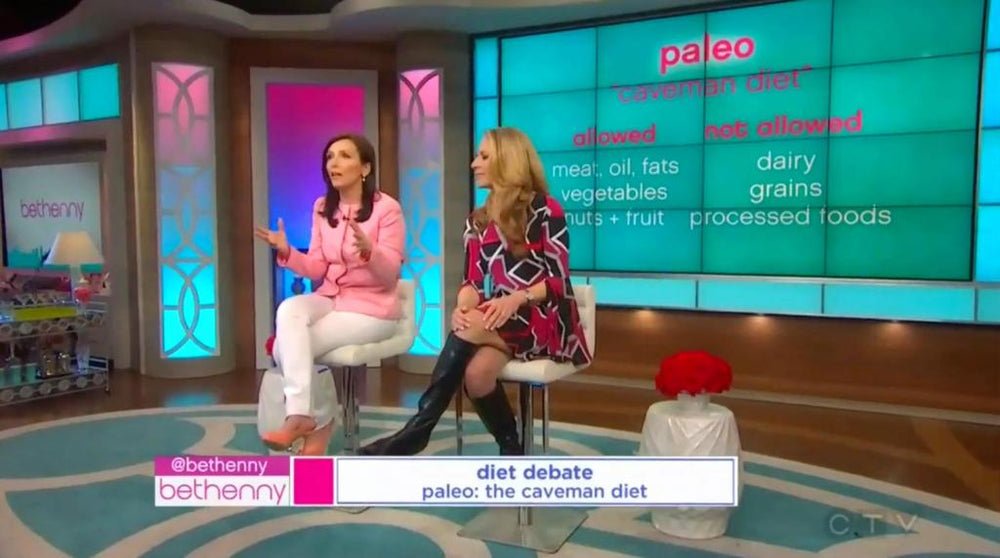 paleo
"caveman diet"
allowed
not allowed
meat, oil, fats
vegetables
nuts + fruit
dairy
grains
processed foods
bethenny
@bethenny
bethenny
diet debate
paleo: the caveman diet
CTV